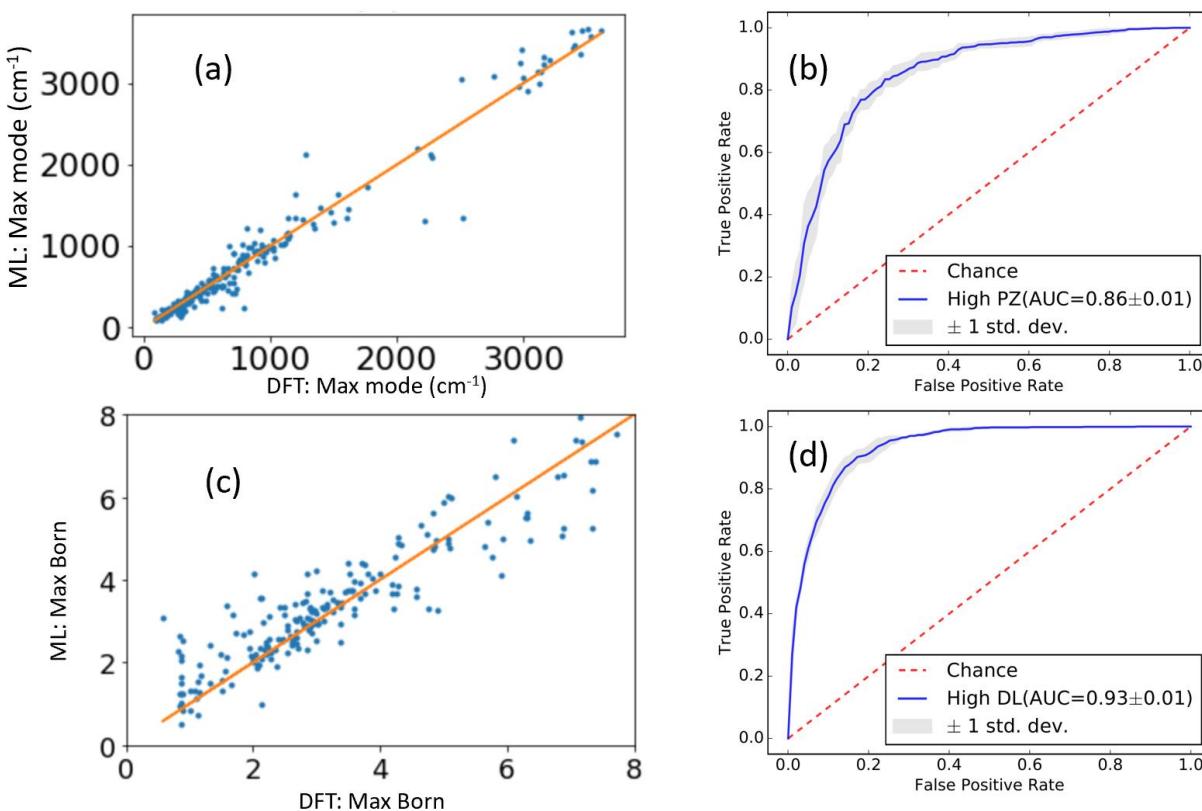 (a)
ML: Max mode (cm⁻¹)
3000
2000
1000
0
0 1000 2000 3000
DFT: Max mode (cm⁻¹)
(b)
True Positive Rate
1.0
0.8
0.6
0.4
0.2
0.0
Chance
High PZ(AUC=0.86±0.01)
± 1 std. dev.
0.0 0.2 0.4 0.6 0.8 1.0
False Positive Rate
(c)
ML: Max Born
8
6
4
2
0
0 2 4 6 8
DFT: Max Born
(d)
True Positive Rate
1.0
0.8
0.6
0.4
0.2
0.0
Chance
High DL(AUC=0.93±0.01)
± 1 std. dev.
0.0 0.2 0.4 0.6 0.8 1.0
False Positive Rate